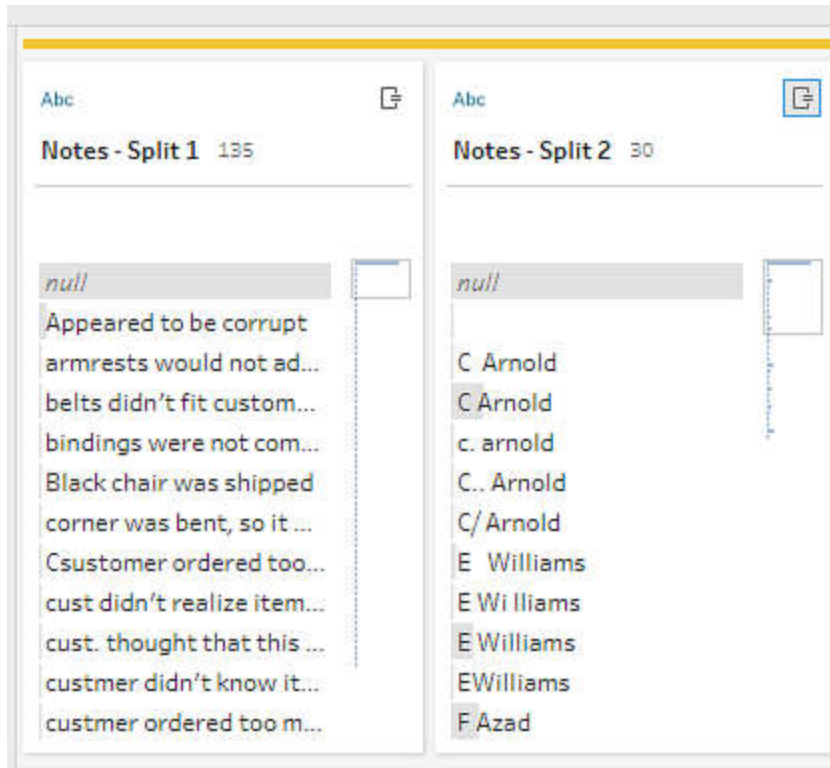 Abc
Notes - Split 1 135
null
Appeared to be corrupt
armrests would not ad...
belts didn't fit custom...
bindings were not com...
Black chair was shipped
corner was bent, so it ...
Csustomer ordered too...
cust didn't realize item...
cust. thought that this ...
custmer didn't know it...
custmer ordered too m...
Abc
Notes - Split 2 30
null
C  Arnold
C Arnold
c. arnold
C.. Arnold
C/ Arnold
E   Williams
E Wi lliams
E Williams
EWilliams
F Azad